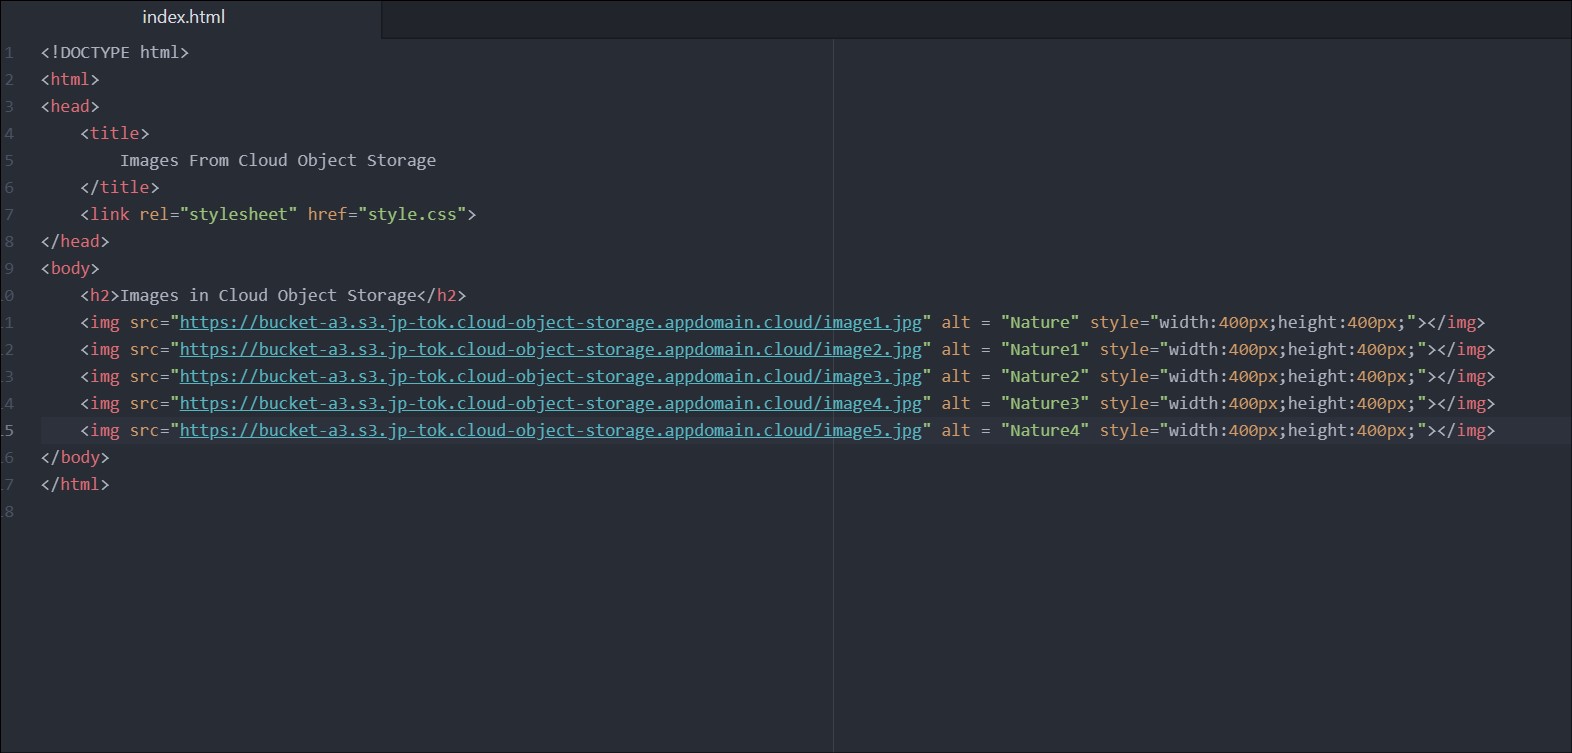 index.html
1 <!DOCTYPE html>
2 <html>
3 <head>
4     <title>
5         Images From Cloud Object Storage
6     </title>
7     <link rel="stylesheet" href="style.css">
8 </head>
9 <body>
0     <h2>Images in Cloud Object Storage</h2>
1     <img src="https://bucket-a3.s3.jp-tok.cloud-object-storage.appdomain.cloud/image1.jpg" alt = "Nature" style="width:400px;height:400px;"></img>
2     <img src="https://bucket-a3.s3.jp-tok.cloud-object-storage.appdomain.cloud/image2.jpg" alt = "Nature1" style="width:400px;height:400px;"></img>
3     <img src="https://bucket-a3.s3.jp-tok.cloud-object-storage.appdomain.cloud/image3.jpg" alt = "Nature2" style="width:400px;height:400px;"></img>
4     <img src="https://bucket-a3.s3.jp-tok.cloud-object-storage.appdomain.cloud/image4.jpg" alt = "Nature3" style="width:400px;height:400px;"></img>
5     <img src="https://bucket-a3.s3.jp-tok.cloud-object-storage.appdomain.cloud/image5.jpg" alt = "Nature4" style="width:400px;height:400px;"></img>
6 </body>
7 </html>
8